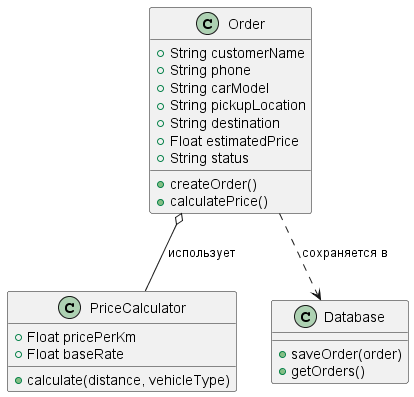 C Order
String customerName
String phone
String carModel
String pickupLocation
String destination
Float estimatedPrice
String status
createOrder()
calculatePrice()
использует
сохраняется в
C PriceCalculator
Float pricePerKm
Float baseRate
calculate(distance, vehicleType)
C Database
saveOrder(order)
getOrders()